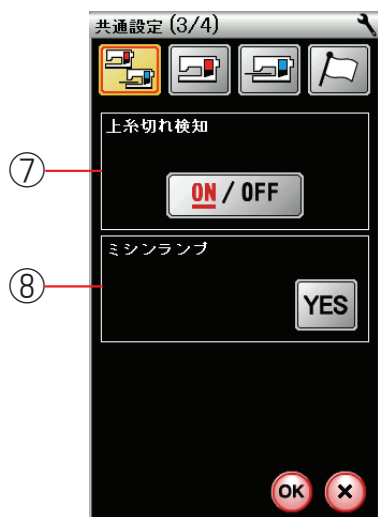 共通設定 (3/4)
上糸切れ検知
⑦
ON / OFF
ミシンランプ
⑧
YES
OK ×